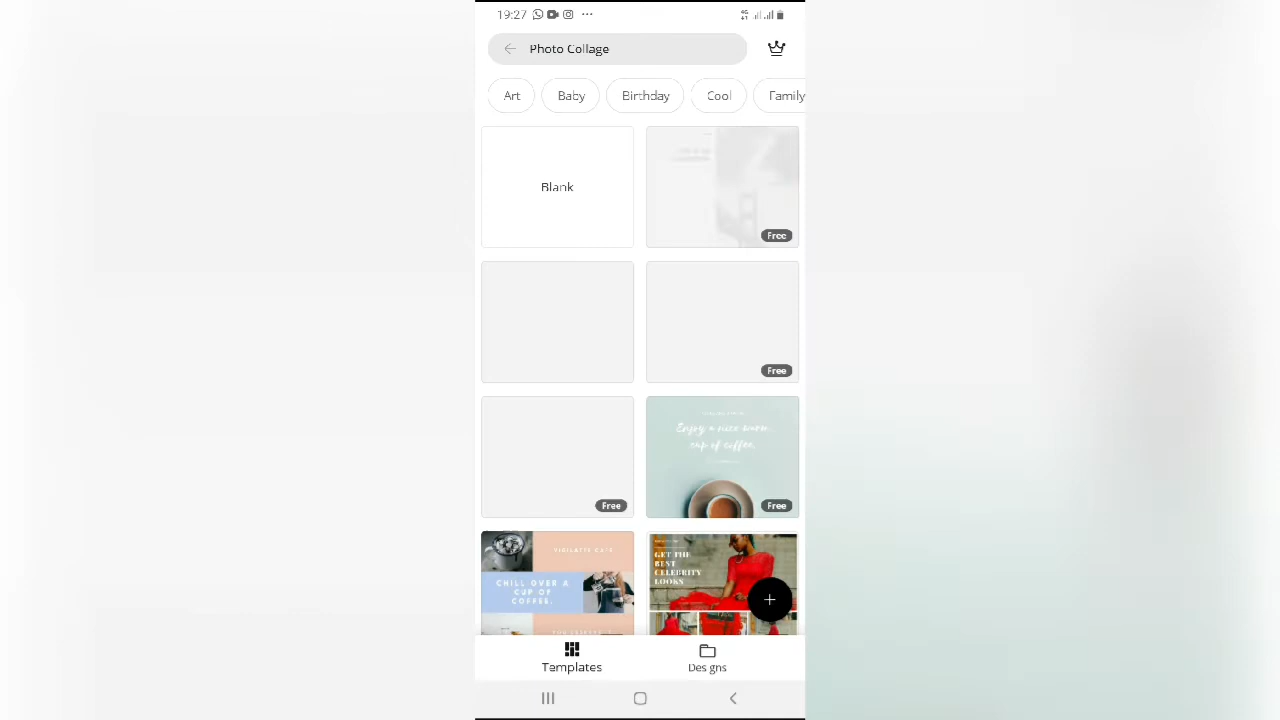 19:27
Photo Collage
Art Baby Birthday Cool Family
Blank
Free
Free
Free
Enjoy a nice warm
cup of coffee.
Free
CHILL OVER A
CUP OF
COFFEE.
GET THE
BEST
CELEBRITY
LOOKS
Templates
Designs